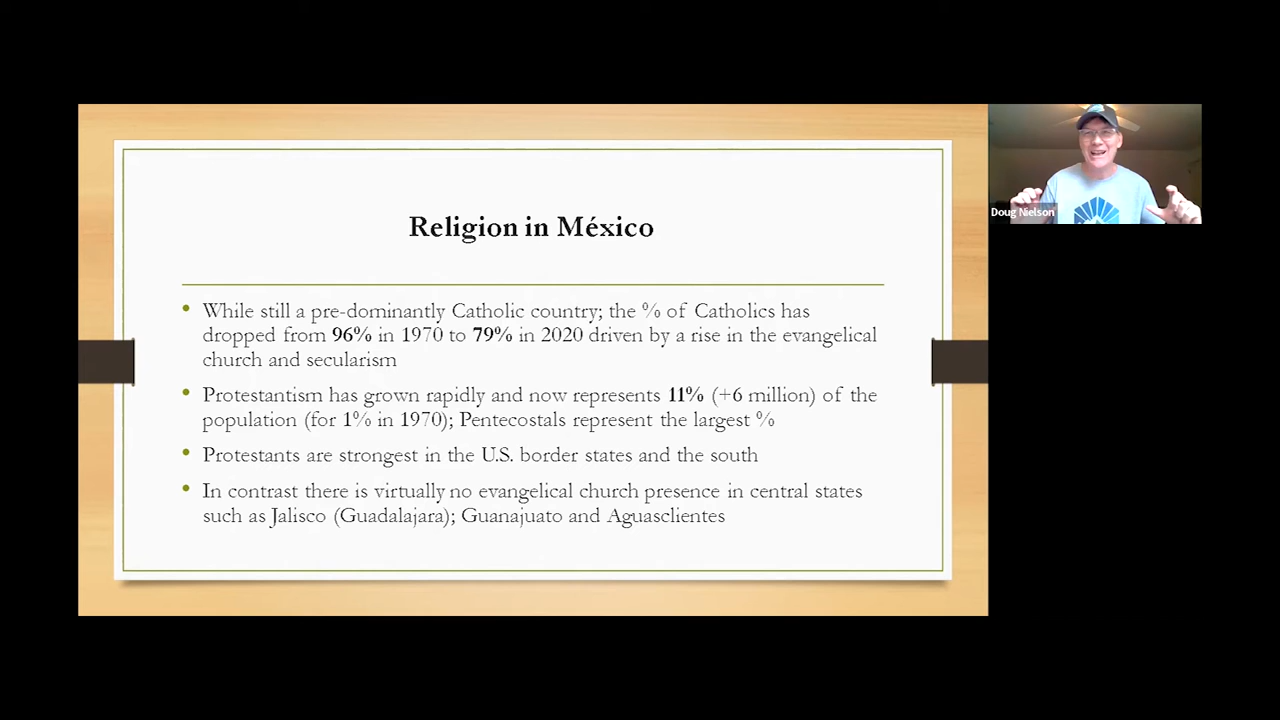 Religion in México
• While still a pre-dominantly Catholic country; the % of Catholics has
dropped from 96% in 1970 to 79% in 2020 driven by a rise in the evangelical
church and secularism
• Protestantism has grown rapidly and now represents 11% (+6 million) of the
population (for 1% in 1970); Pentecostals represent the largest %
• Protestants are strongest in the U.S. border states and the south
• In contrast there is virtually no evangelical church presence in central states
such as Jalisco (Guadalajara); Guanajuato and Aguasclientes
Doug Nielson